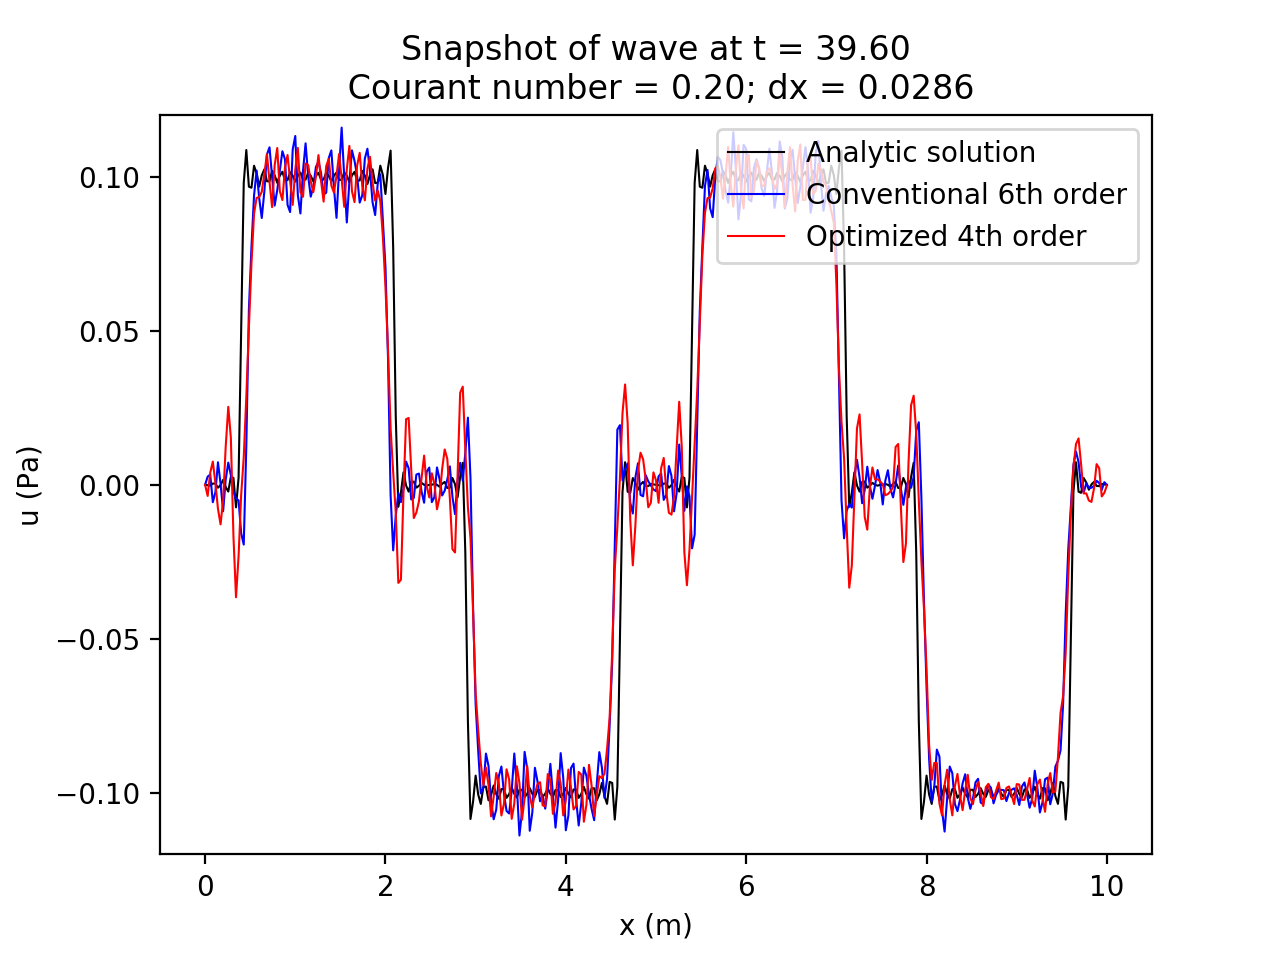 Snapshot of wave at t = 39.60
Courant number = 0.20; dx = 0.0286
Analytic solution
Conventional 6th order
Optimized 4th order
u (Pa)
0.10
0.05
0.00
−0.05
−0.10
0 2 4 6 8 10
x (m)